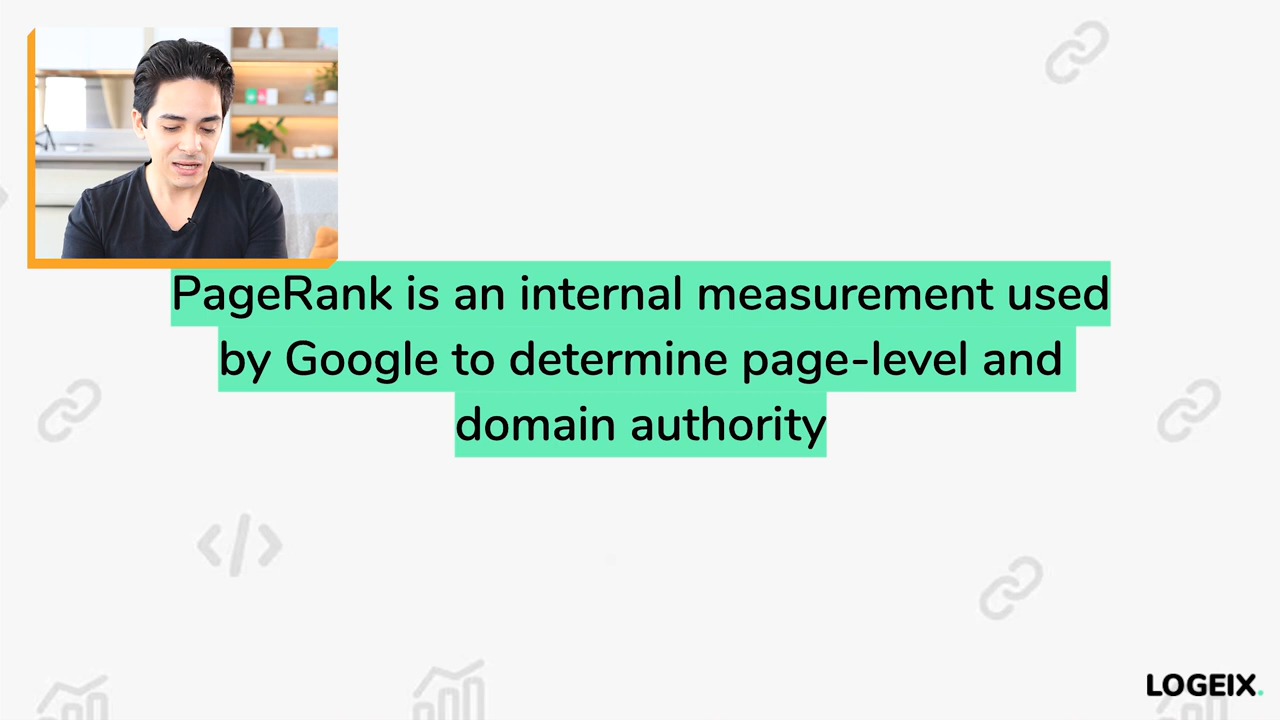 PageRank is an internal measurement used
by Google to determine page-level and
domain authority
LOGEIX.